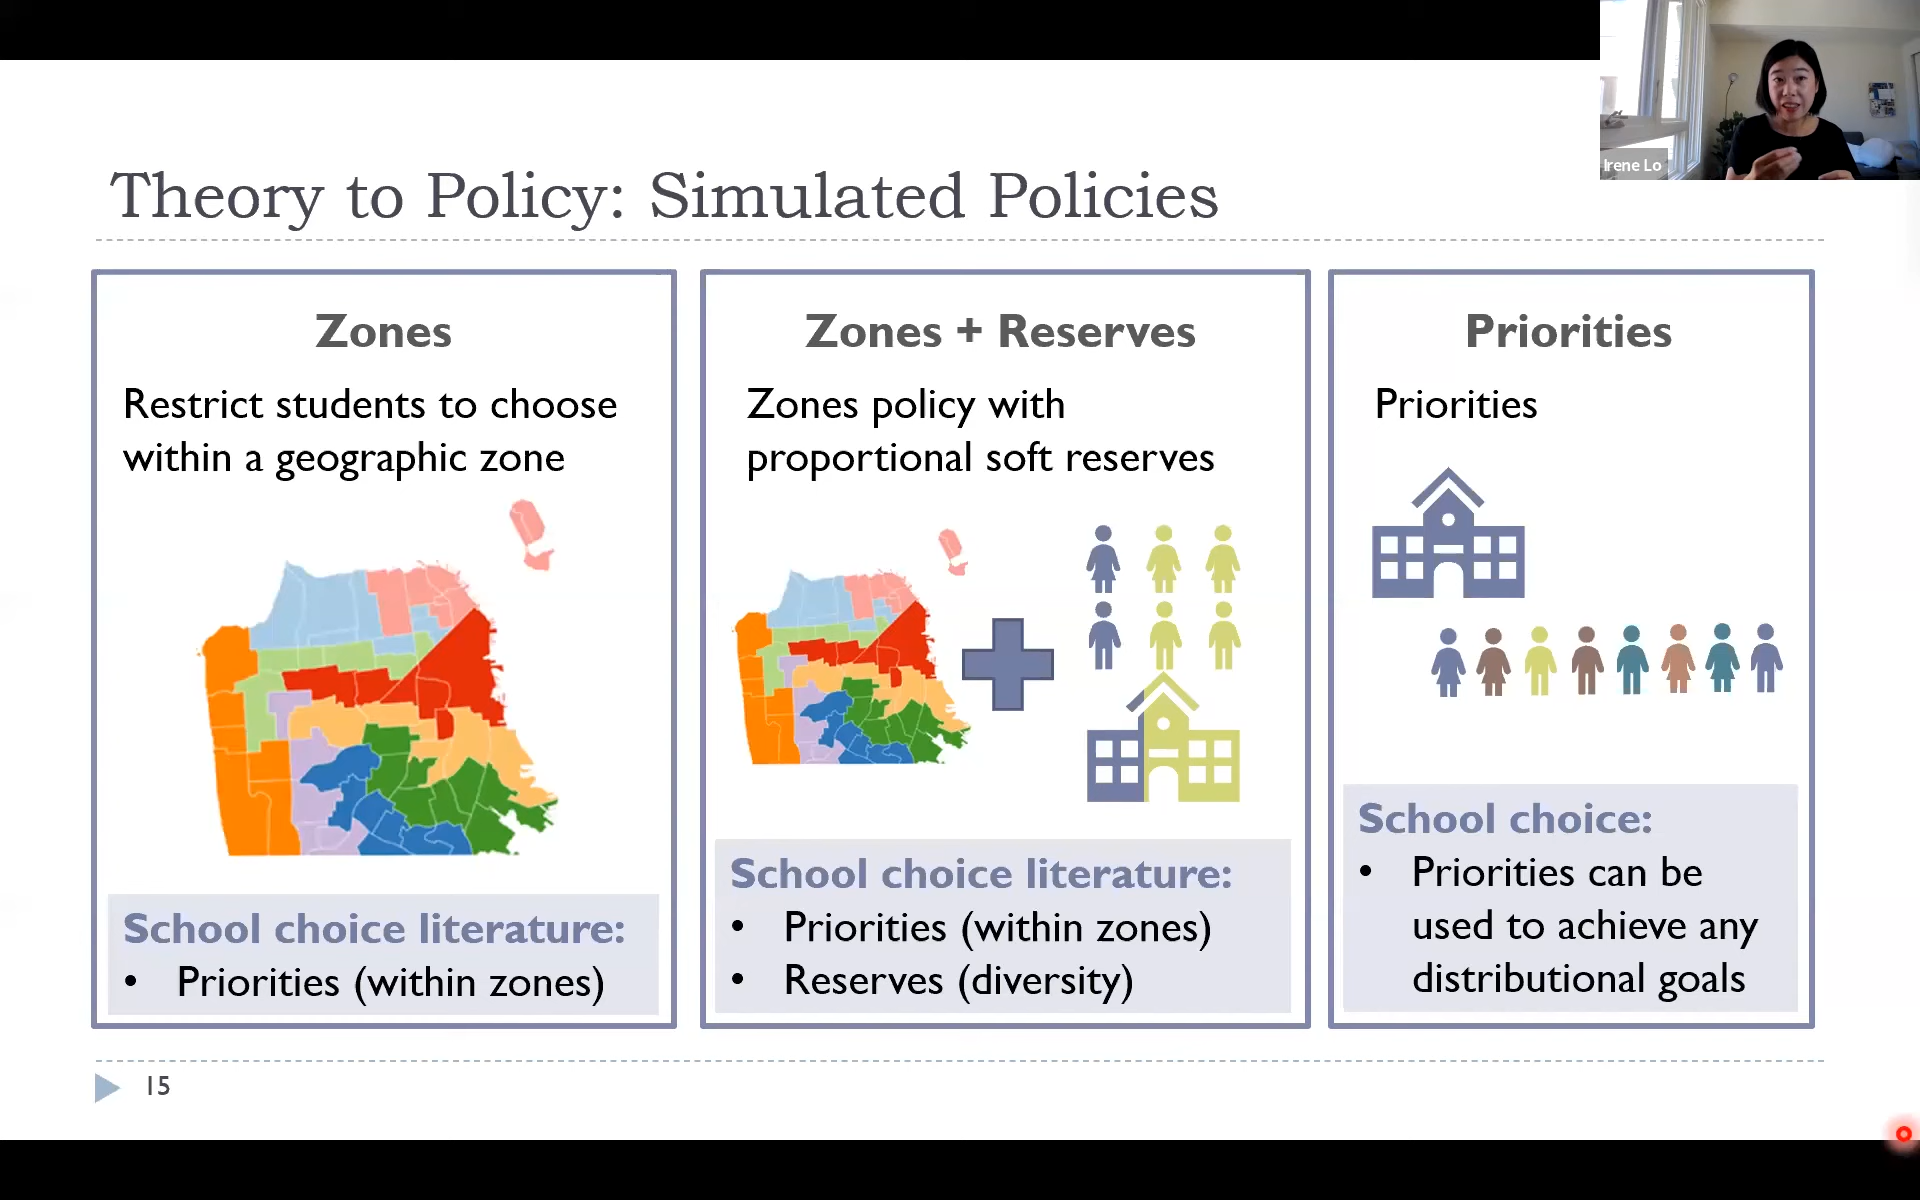 Irene Lo
Theory to Policy: Simulated Policies
Zones
Restrict students to choose
within a geographic zone
School choice literature:
• Priorities (within zones)
Zones + Reserves
Zones policy with
proportional soft reserves
School choice literature:
• Priorities (within zones)
• Reserves (diversity)
Priorities
Priorities
School choice:
• Priorities can be
used to achieve any
distributional goals
15